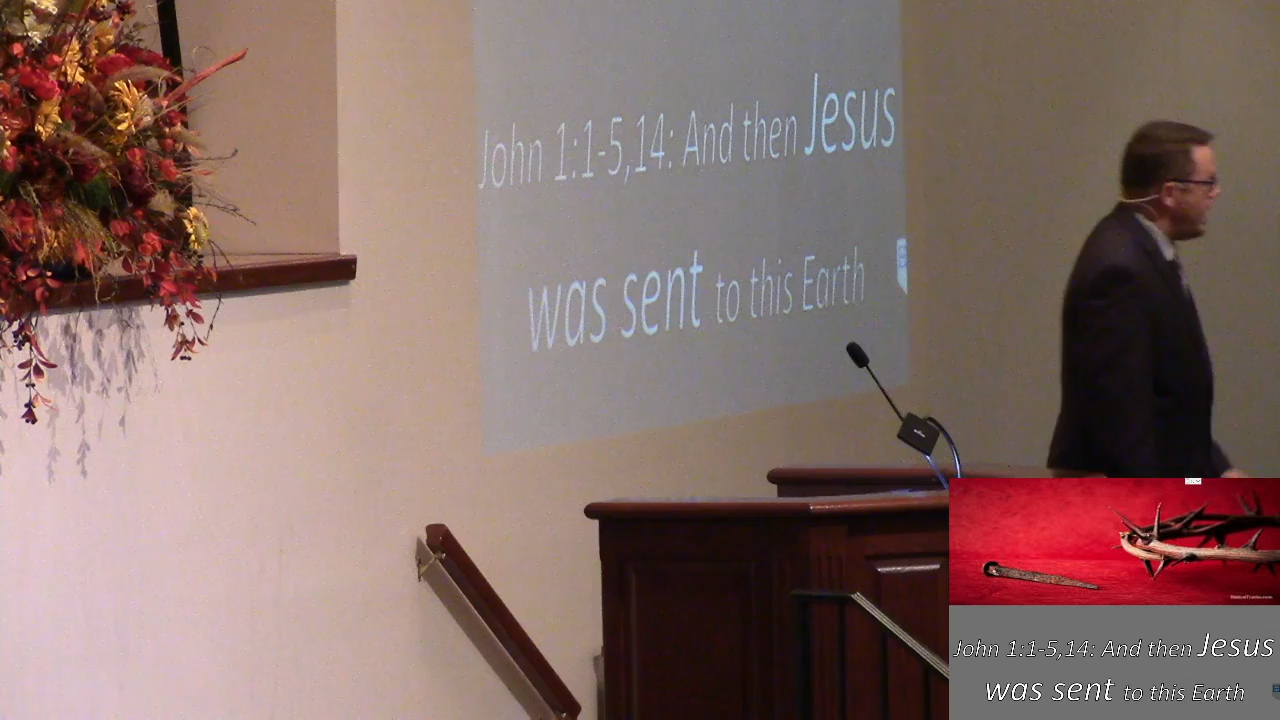 John 1:1-5,14: And then Jesus
was sent to this Earth
John 1:1-5,14: And then Jesus
was sent to this Earth